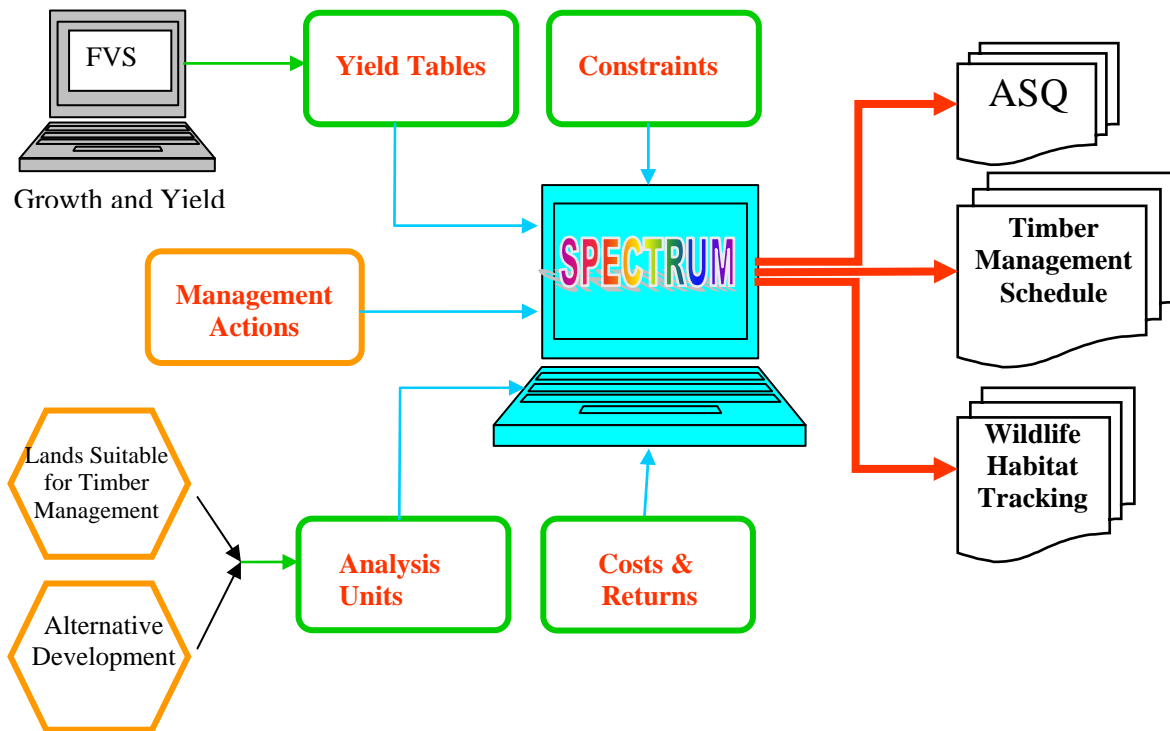 FVS
Growth and Yield
Yield Tables
Constraints
ASQ
SPECTRUM
Management
Actions
Timber
Management
Schedule
Lands Suitable
for Timber
Management
Wildlife
Habitat
Tracking
Analysis
Units
Costs &
Returns
Alternative
Development